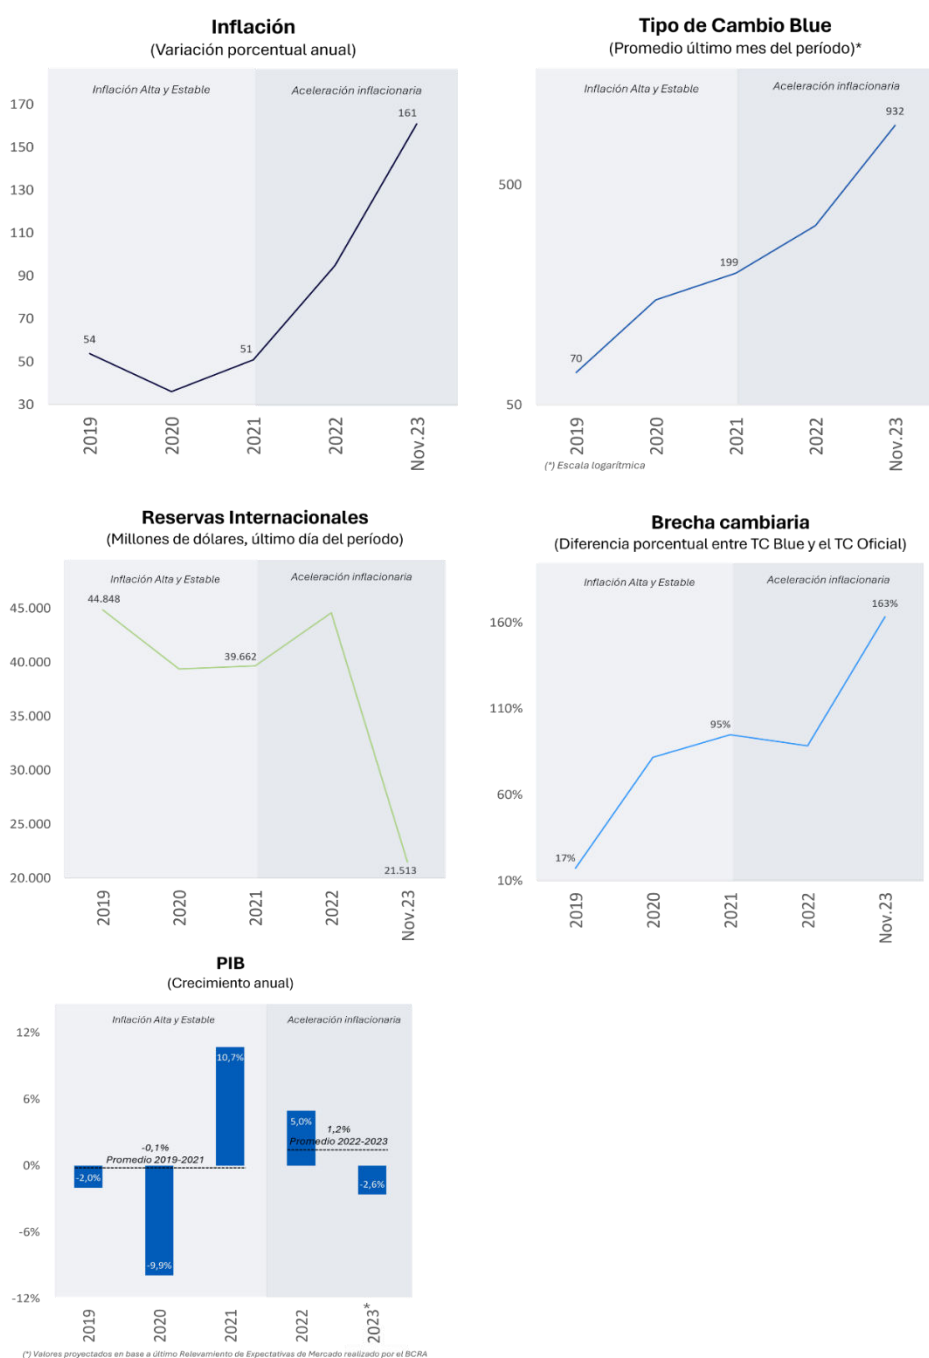 Inflación
(Variación porcentual anual)
Inflación Alta y Estable
Aceleración inflacionaria
170
150
130
110
90
70
50
30
54
51
161
2019
2020
2021
2022
Nov.23
Tipo de Cambio Blue
(Promedio último mes del período)*
Inflación Alta y Estable
Aceleración inflacionaria
500
50
70
199
932
2019
2020
2021
2022
Nov.23
(*) Escala logarítmica
Reservas Internacionales
(Millones de dólares, último día del período)
Inflación Alta y Estable
Aceleración inflacionaria
45.000
40.000
35.000
30.000
25.000
20.000
44.848
39.662
21.513
2019
2020
2021
2022
Nov.23
Brecha cambiaria
(Diferencia porcentual entre TC Blue y el TC Oficial)
Inflación Alta y Estable
Aceleración inflacionaria
160%
110%
60%
10%
17%
95%
163%
2019
2020
2021
2022
Nov.23
PIB
(Crecimiento anual)
Inflación Alta y Estable
Aceleración inflacionaria
12%
6%
0%
-6%
-12%
-2,0%
-9,9%
10,7%
5,0%
-2,6%
-0,1%
Promedio 2019-2021
1,2%
Promedio 2022-2023
2019
2020
2021
2022
2023*
(*) Valores proyectados en base a último Relevamiento de Expectativas de Mercado realizado por el BCRA